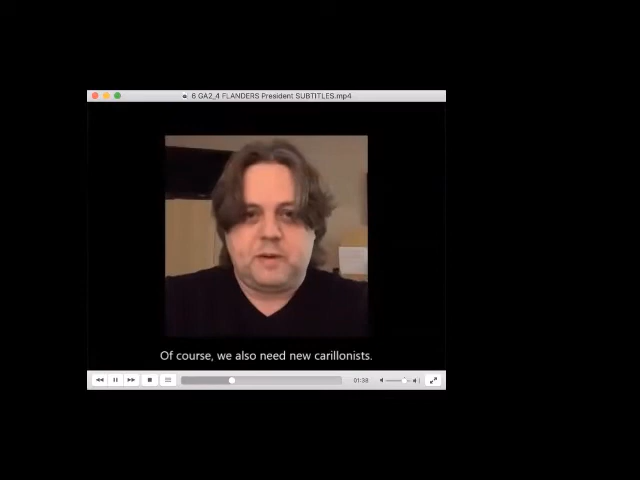 6 GA2_4 FLANDERS President SUBTITLES.mp4
Of course, we also need new carillonists.
01:38